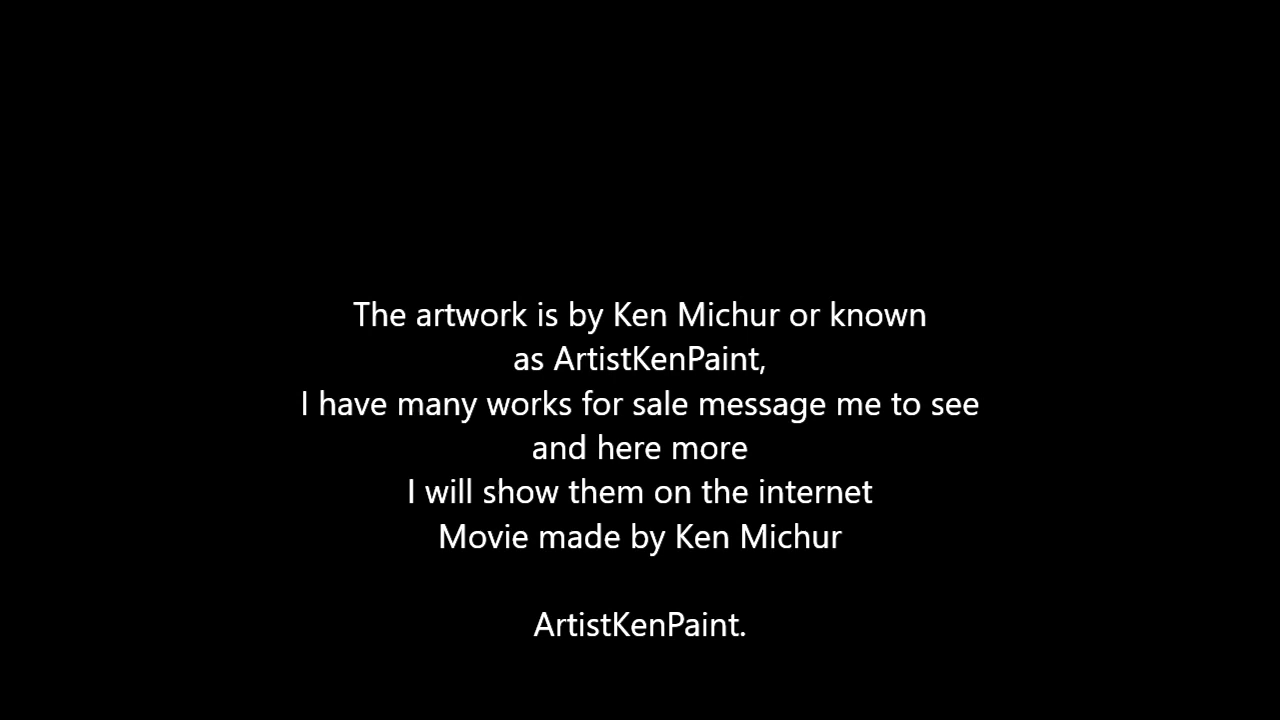 The artwork is by Ken Michur or known
as ArtistKenPaint,
I have many works for sale message me to see
and here more
I will show them on the internet
Movie made by Ken Michur
ArtistKenPaint.